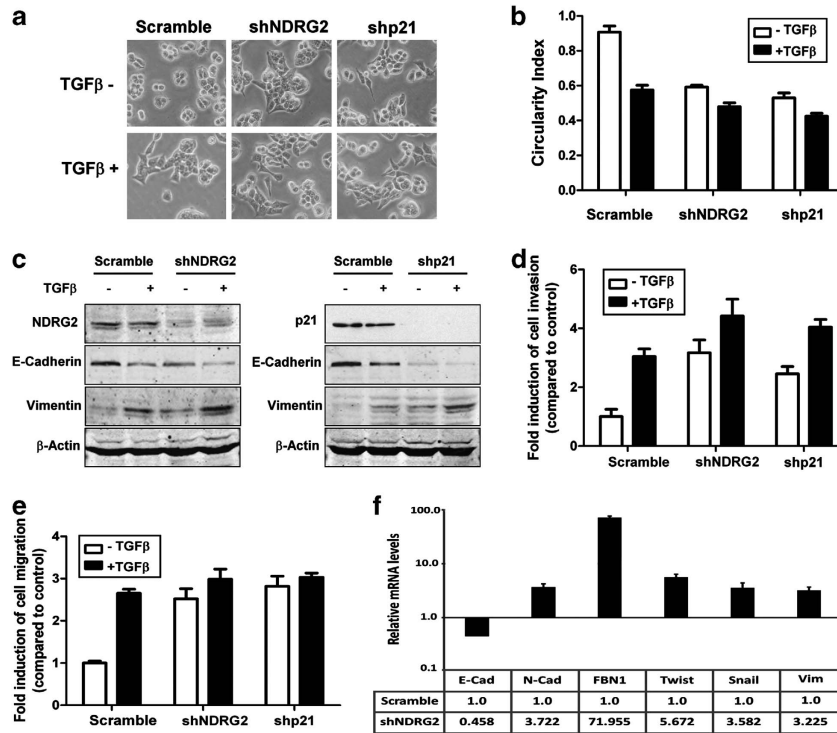 a
Scramble shNDRG2 shp21
TGFβ -
TGFβ +
b
Circularity Index
1.0
0.8
0.6
0.4
0.2
0.0
- TGFβ
+TGFβ
Scramble shNDRG2 shp21
c
Scramble shNDRG2
TGFβ - + - +
NDRG2
E-Cadherin
Vimentin
β-Actin
Scramble shp21
- + - +
p21
E-Cadherin
Vimentin
β-Actin
d
Fold induction of cell invasion
(compared to control)
6
4
2
0
- TGFβ
+TGFβ
Scramble shNDRG2 shp21
e
Fold induction of cell migration
(compared to control)
4
3
2
1
0
- TGFβ
+TGFβ
Scramble shNDRG2 shp21
f
Relative mRNA levels
100.0
10.0
1.0
0.1
E-Cad N-Cad FBN1 Twist Snail Vim
Scramble 1.0 1.0 1.0 1.0 1.0 1.0
shNDRG2 0.458 3.722 71.955 5.672 3.582 3.225